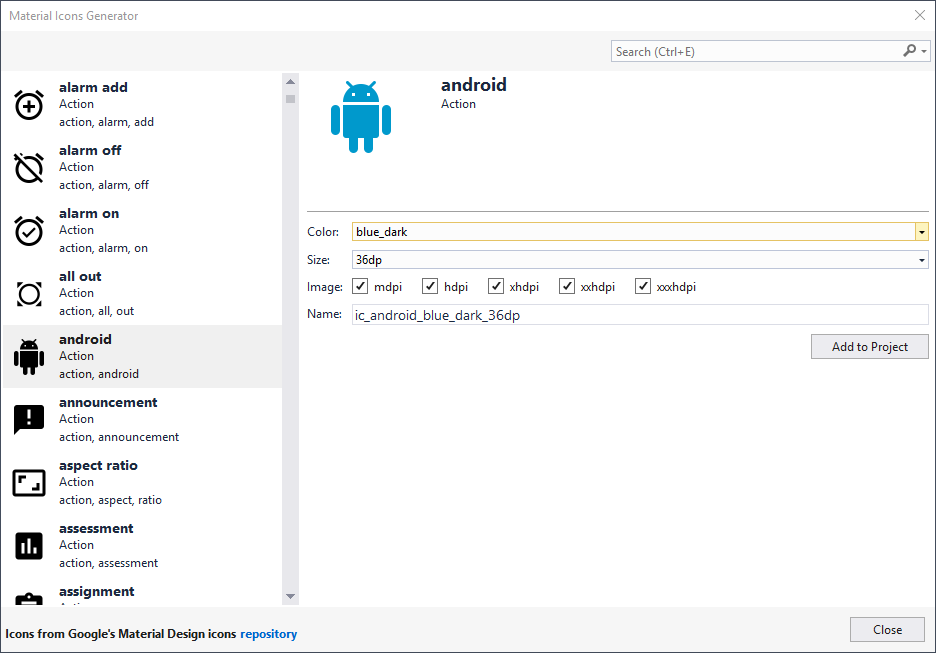 Material Icons Generator
Search (Ctrl+E)
alarm add
Action
action, alarm, add
alarm off
Action
action, alarm, off
alarm on
Action
action, alarm, on
all out
Action
action, all, out
android
Action
action, android
announcement
Action
action, announcement
aspect ratio
Action
action, aspect, ratio
assessment
Action
action, assessment
assignment
android
Action
Color: blue_dark
Size: 36dp
Image: mdpi hdpi xhdpi xxhdpi xxxhdpi
Name: ic_android_blue_dark_36dp
Add to Project
Icons from Google's Material Design icons repository
Close